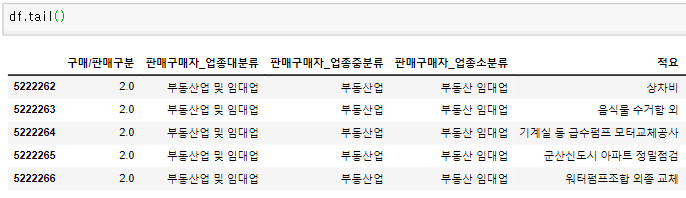 df.tail()
구매/판매구분 판매구매자_업종대분류 판매구매자_업종중분류 판매구매자_업종소분류 적요
5222262 2.0 부동산업 및 임대업 부동산업 부동산 임대업 상차비
5222263 2.0 부동산업 및 임대업 부동산업 부동산 임대업 음식물 수거함 외
5222264 2.0 부동산업 및 임대업 부동산업 부동산 임대업 기계실 동 급수펌프 모터교체공사
5222265 2.0 부동산업 및 임대업 부동산업 부동산 임대업 군산신도시 아파트 정밀점검
5222266 2.0 부동산업 및 임대업 부동산업 부동산 임대업 워터펌프조합 외종 교체